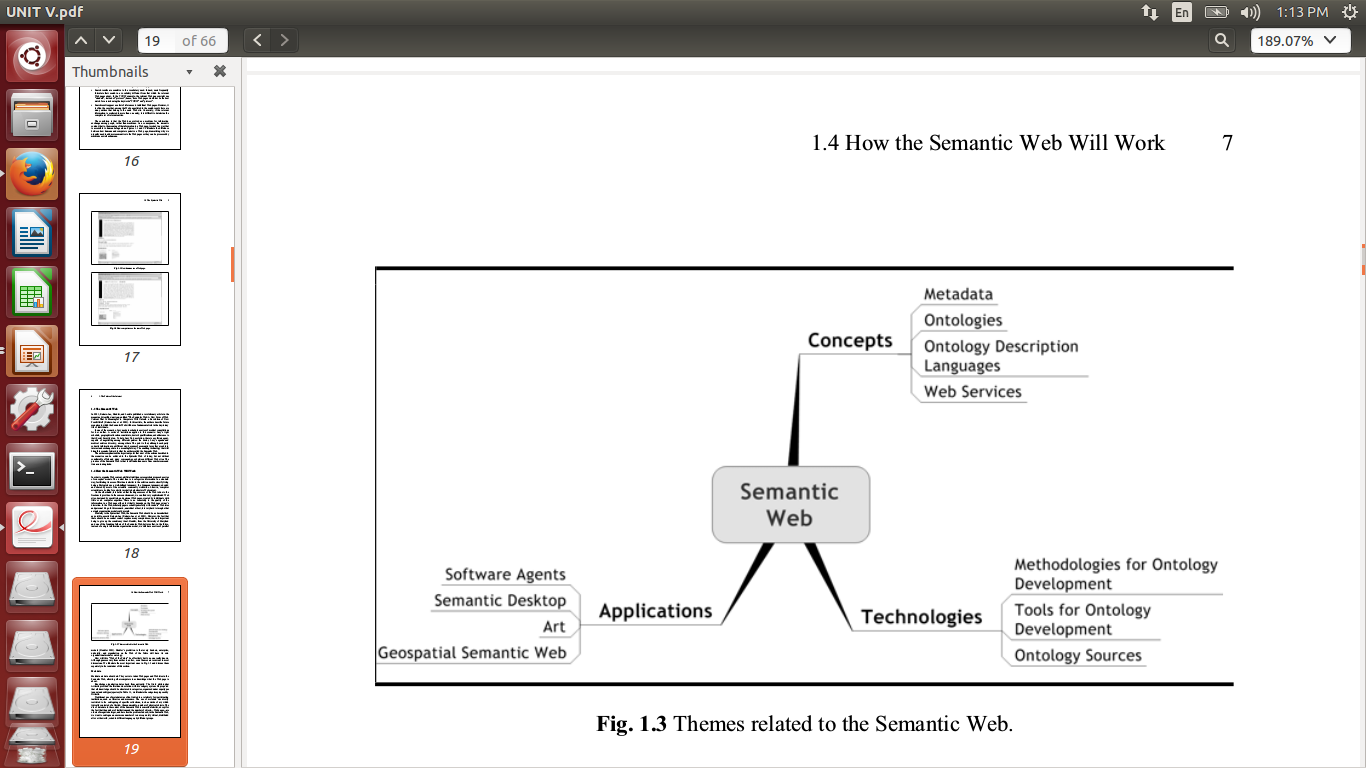 UNIT V.pdf
En
1:13 PM
19 of 66
189.07%
Thumbnails
16
17
18
19
1.4 How the Semantic Web Will Work 7
Concepts
Metadata
Ontologies
Ontology Description
Languages
Web Services
Semantic
Web
Software Agents
Semantic Desktop
Art
Geospatial Semantic Web
Applications
Technologies
Methodologies for Ontology
Development
Tools for Ontology
Development
Ontology Sources
Fig. 1.3 Themes related to the Semantic Web.